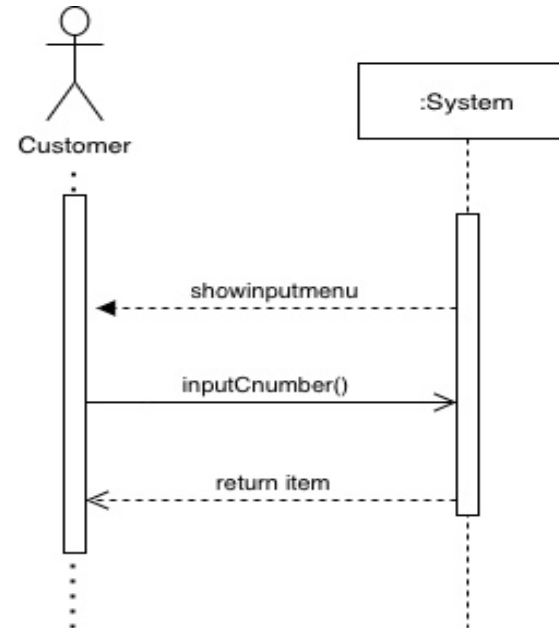 :System
Customer
showinputmenu
inputCnumber()
return item